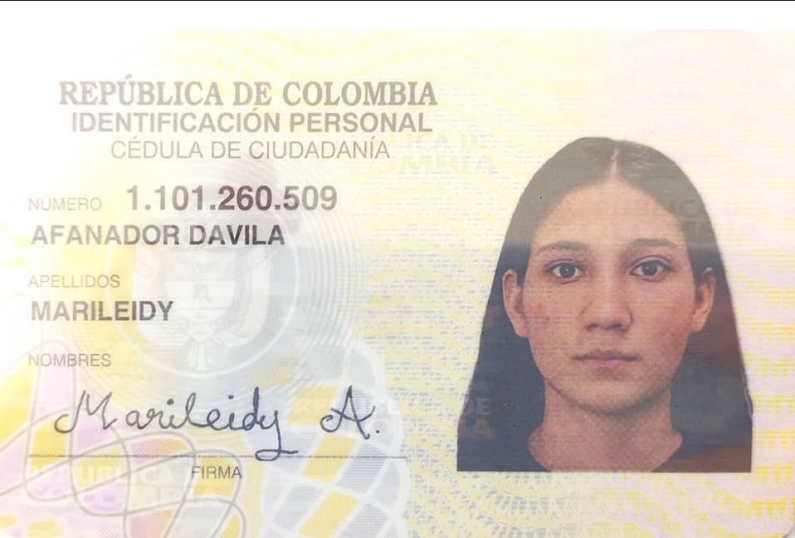 REPÚBLICA DE COLOMBIA
IDENTIFICACIÓN PERSONAL
CÉDULA DE CIUDADANÍA
NÚMERO 1.101.260.509
AFANADOR DAVILA
APELLIDOS
MARILEIDY
NOMBRES
Marileidy A.
FIRMA